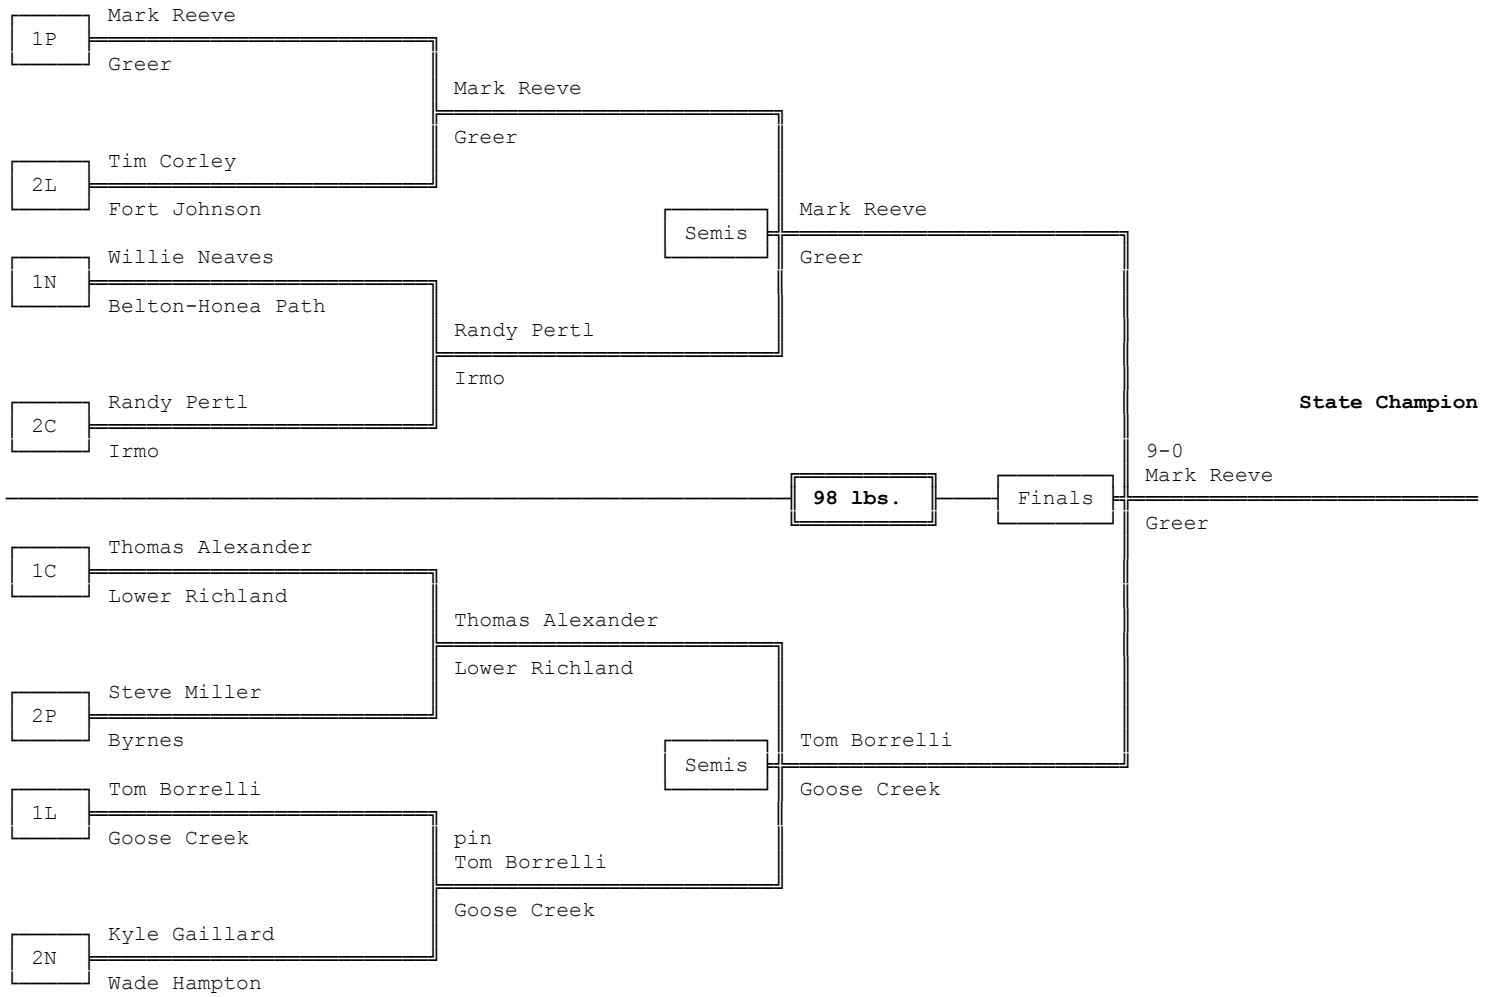 Mark Reeve
1P
Greer
Mark Reeve
Greer
Tim Corley
2L
Fort Johnson
Mark Reeve
Semis
Greer
Willie Neaves
1N
Belton-Honea Path
Randy Pertl
Irmo
Randy Pertl
2C
Irmo
State Champion
9-0
Mark Reeve
98 lbs.
Finals
Greer
Thomas Alexander
1C
Lower Richland
Thomas Alexander
Lower Richland
Steve Miller
2P
Byrnes
Tom Borrelli
Semis
Goose Creek
Tom Borrelli
1L
Goose Creek
pin
Tom Borrelli
Goose Creek
Kyle Gaillard
2N
Wade Hampton